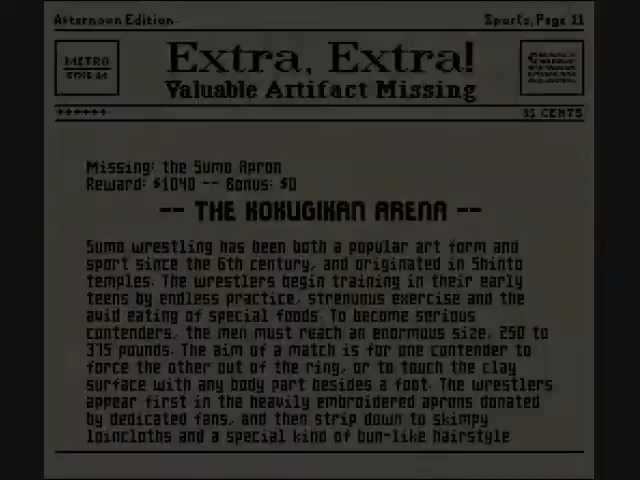 Afternoon Edition
Sports, Page 11
METRO
Extra, Extra!
Valuable Artifact Missing
++++++
35 CENTS
Missing: the Sumo Apron
Reward: $1040 -- Bonus: $0
-- THE KOKUGIKAN ARENA --
Sumo wrestling has been both a popular art form and
sport since the 6th century, and originated in Shinto
temples. The wrestlers begin training in their early
teens by endless practice, strenuous exercise and the
avid eating of special foods. To become serious
contenders, the men must reach an enormous size, 250 to
375 pounds. The aim of a match is for one contender to
force the other out of the ring, or to touch the clay
surface with any body part besides a foot. The wrestlers
appear first in the heavily embroidered aprons donated
by dedicated fans, and then strip down to skimpy
loincloths and a special kind of bun-like hairstyle